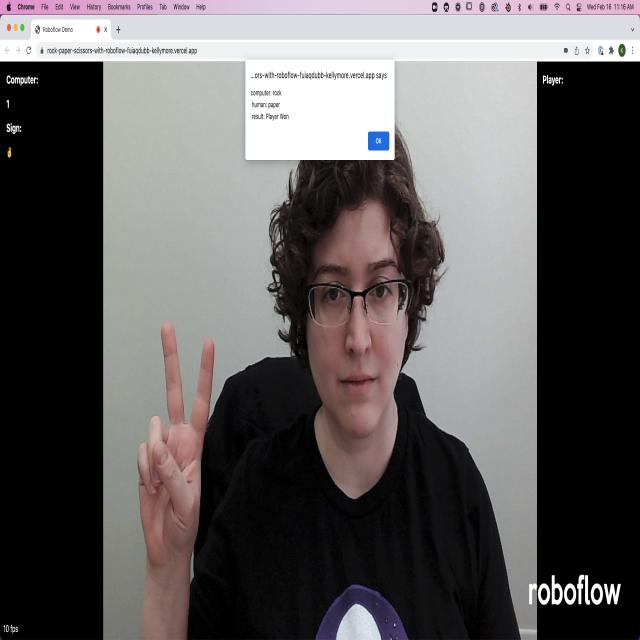 Chrome File Edit View History Bookmarks Profiles Tab Window Help
Wed Feb 16 11:16 AM
Roboflow Demo
rock-paper-scissors-with-roboflow-fuiaqdubb-kellymore.vercel.app
Computer:
1
Sign:
...ors-with-roboflow-fuiaqdubb-kellymore.vercel.app says
computer: rock
human: paper
result: Player Won
OK
Player:
roboflow
10 fps